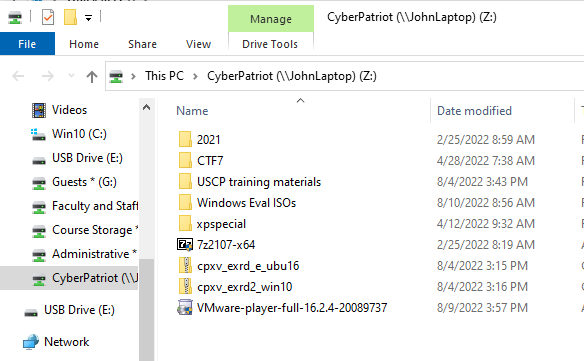 Manage
CyberPatriot (\\JohnLaptop) (Z:)
File
Home
Share
View
Drive Tools
This PC
CyberPatriot (\\JohnLaptop) (Z:)
Videos
Win10 (C:)
USB Drive (E:)
Guests * (G:)
Faculty and Staff
Course Storage *
Administrative *
CyberPatriot (\\J
USB Drive (E:)
Network
Name Date modified
2021 2/25/2022 8:59 AM
CTF7 4/28/2022 7:38 AM
USCP training materials 8/4/2022 3:43 PM
Windows Eval ISOs 8/10/2022 8:56 AM
xpspecial 4/12/2022 9:32 AM
7z2107-x64 2/25/2022 8:19 AM
cpxv_exrd_e_ubu16 8/4/2022 3:15 PM
cpxv_exrd2_win10 8/4/2022 3:16 PM
VMware-player-full-16.2.4-20089737 8/9/2022 3:57 PM